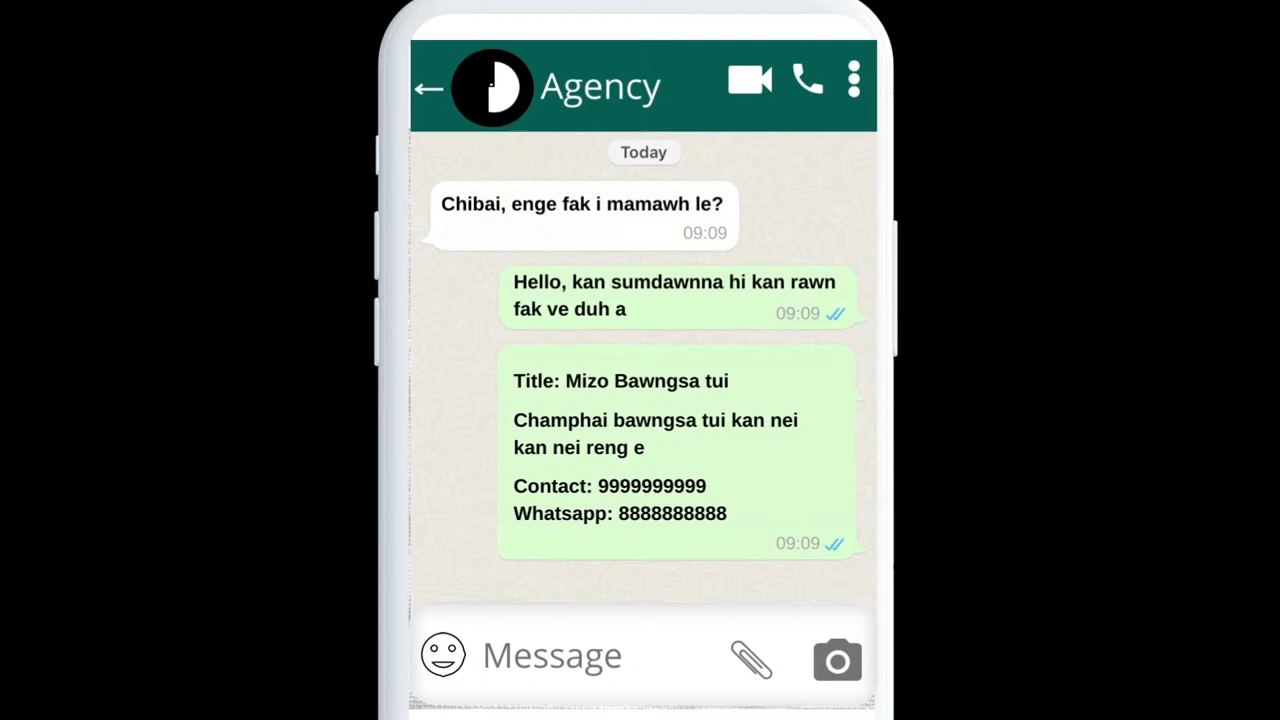 Agency
Today
Chibai, enge fak i mamawh le?
09:09
Hello, kan sumdawnna hi kan rawn
fak ve duh a
09:09
Title: Mizo Bawngsa tui
Champhai bawngsa tui kan nei
kan nei reng e
Contact: 9999999999
Whatsapp: 8888888888
09:09
Message